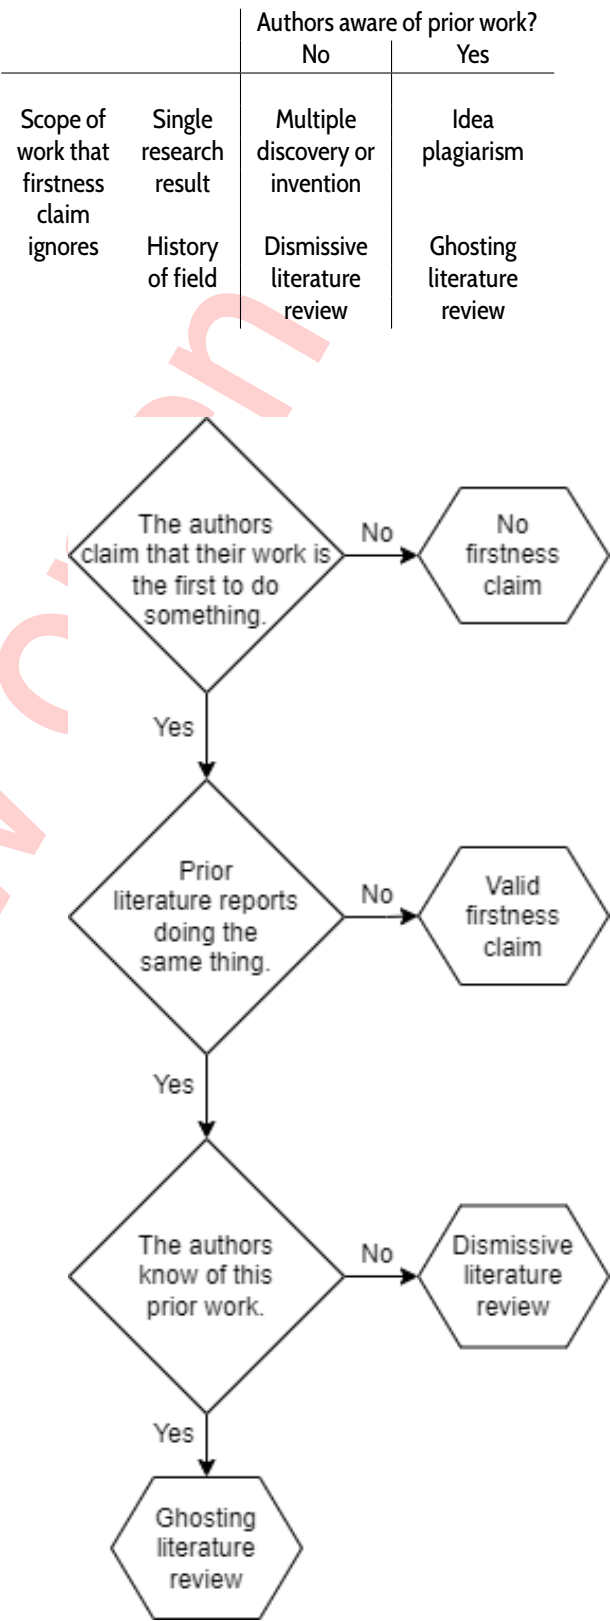 Authors aware of prior work?
No Yes
Scope of work that firstness claim ignores
Single research result
Multiple discovery or invention
Idea plagiarism
History of field
Dismissive literature review
Ghosting literature review
The authors
claim that their work is
the first to do
something.
No
No
firstness
claim
Yes
Prior
literature reports
doing the
same thing.
No
Valid
firstness
claim
Yes
The authors
know of this
prior work.
No
Dismissive
literature
review
Yes
Ghosting
literature
review